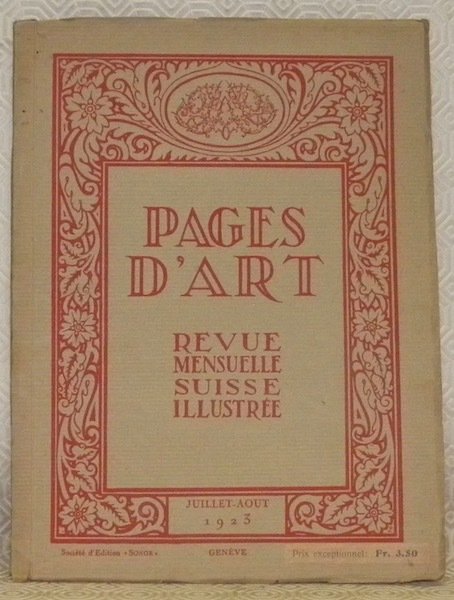 PAGES
D'ART
REVUE
MENSUELLE
SUISSE
ILLUSTRÉE
JUILLET-AOUT
1923
Société d'Edition «SONOR»
GENÈVE
Prix exceptionnel: Fr. 3.50